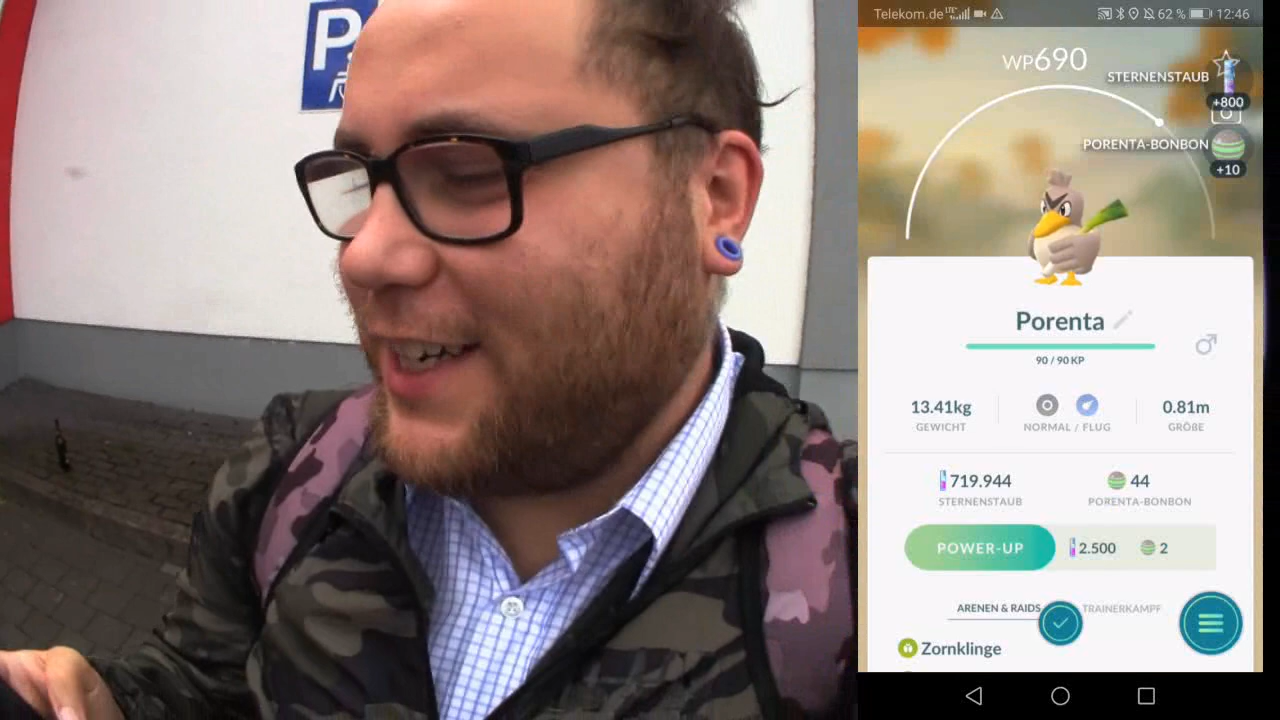 P
Telekom.de LTE 62 % 12:46
WP690
STERNENSTAUB
+800
PORENTA-BONBON
+10
Porenta
90 / 90 KP
13.41kg
GEWICHT
NORMAL / FLUG
0.81m
GRÖßE
719.944
STERNENSTAUB
44
PORENTA-BONBON
POWER-UP
2.500
2
ARENEN & RAIDS
TRAINERKAMPF
Zornklinge